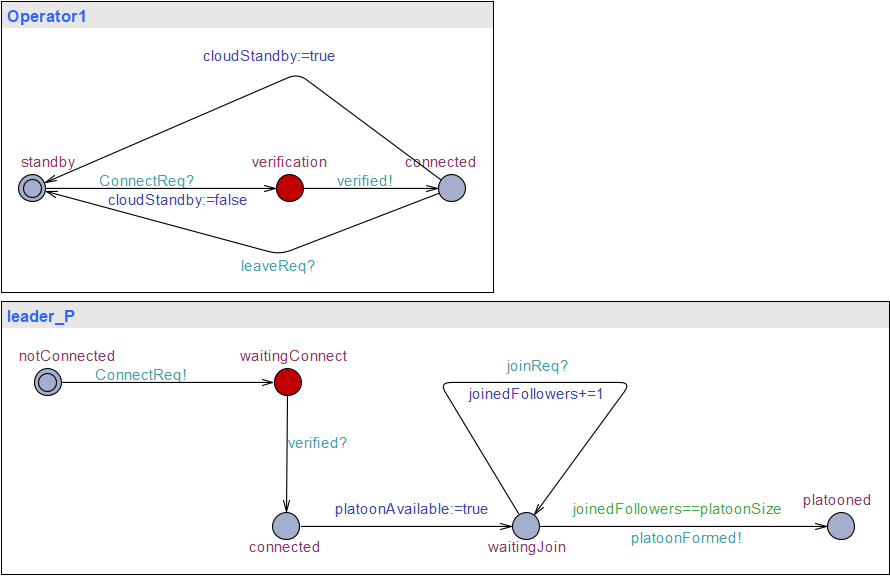 Operator1
cloudStandby:=true
standby
verification
connected
ConnectReq?
verified!
cloudStandby:=false
leaveReq?
leader_P
notConnected
waitingConnect
ConnectReq!
joinReq?
joinedFollowers+=1
verified?
platoonAvailable:=true
joinedFollowers==platoonSize
platooned
connected
waitingJoin
platoonFormed!